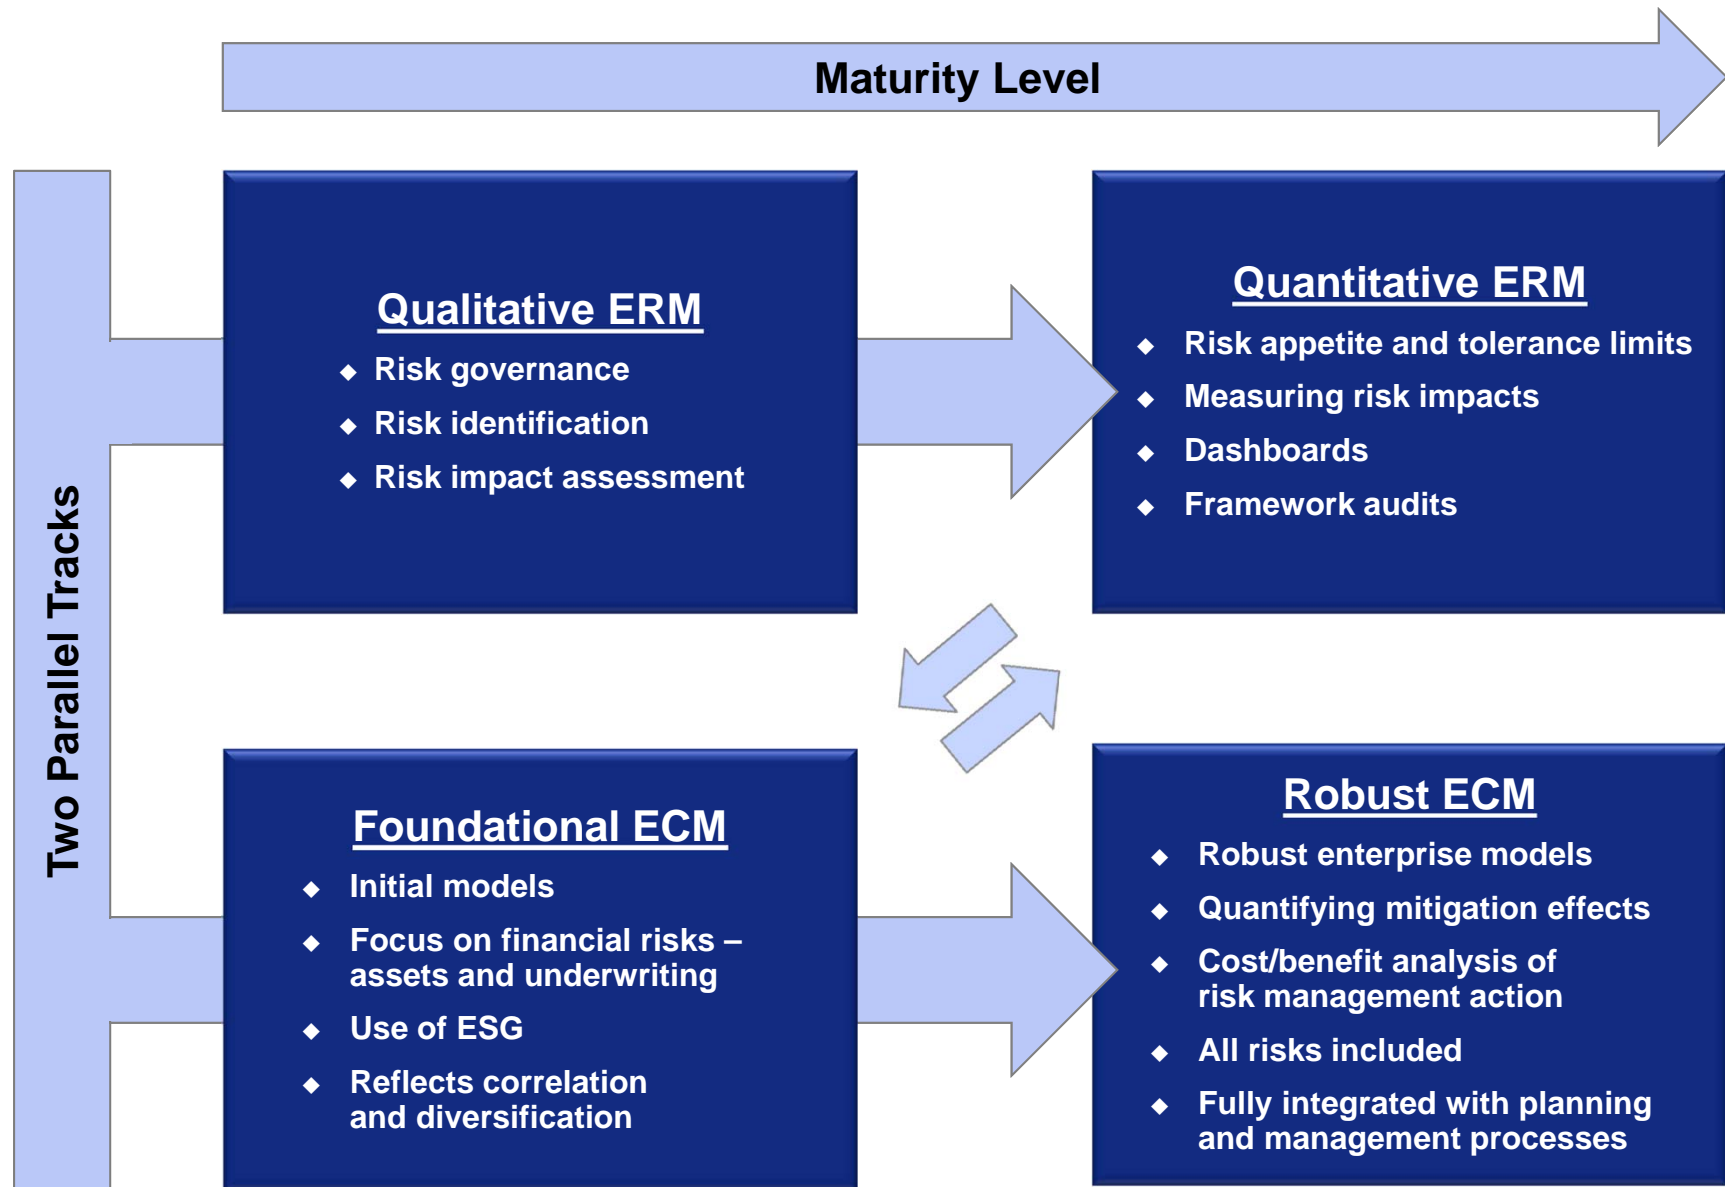 Maturity Level
Two Parallel Tracks
Qualitative ERM
◆ Risk governance
◆ Risk identification
◆ Risk impact assessment
Quantitative ERM
◆ Risk appetite and tolerance limits
◆ Measuring risk impacts
◆ Dashboards
◆ Framework audits
Foundational ECM
◆ Initial models
◆ Focus on financial risks –
assets and underwriting
◆ Use of ESG
◆ Reflects correlation
and diversification
Robust ECM
◆ Robust enterprise models
◆ Quantifying mitigation effects
◆ Cost/benefit analysis of
risk management action
◆ All risks included
◆ Fully integrated with planning
and management processes